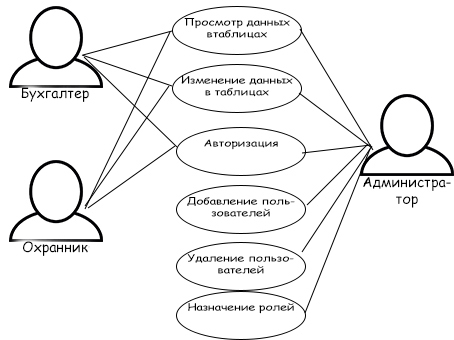 Просмотр данных
втаблицах
Бухгалтер
Изменение данных
в таблицах
Авторизация
Администра-
тор
Добавление поль-
зователей
Охранник
Удаление пользо-
вателей
Назначение ролей